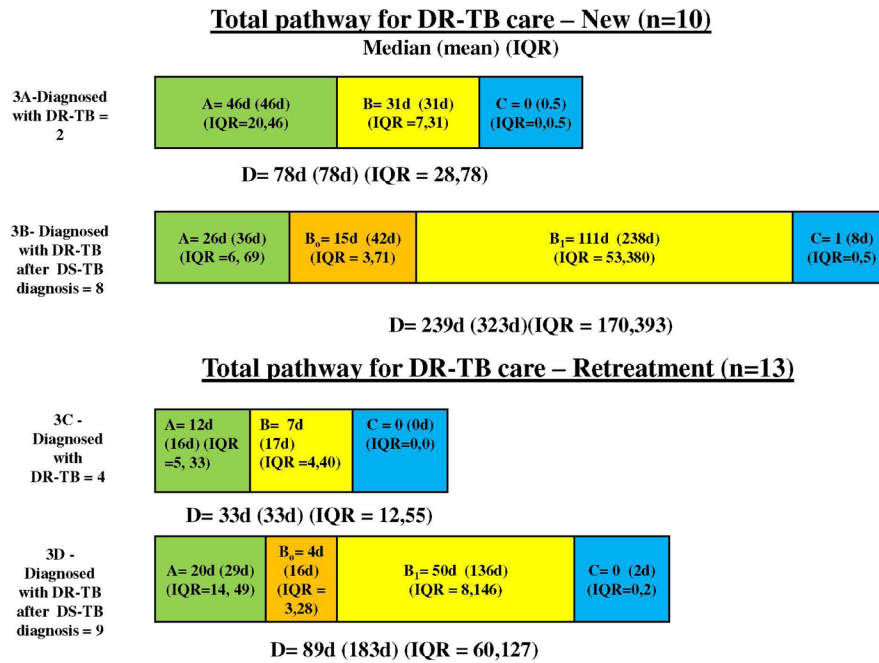 Total pathway for DR-TB care – New (n=10)
Median (mean) (IQR)
3A-Diagnosed
with DR-TB =
2
A= 46d (46d)
(IQR=20,46)
B= 31d (31d)
(IQR =7,31)
C = 0 (0.5)
(IQR=0,0.5)
D= 78d (78d) (IQR = 28,78)
3B- Diagnosed
with DR-TB
after DS-TB
diagnosis = 8
A= 26d (36d)
(IQR =6, 69)
B₀= 15d (42d)
(IQR = 3,71)
B₁= 111d (238d)
(IQR = 53,380)
C= 1 (8d)
(IQR=0,5)
D= 239d (323d)(IQR = 170,393)
Total pathway for DR-TB care – Retreatment (n=13)
3C -
Diagnosed
with
DR-TB = 4
A= 12d
(16d) (IQR
=5, 33)
B= 7d
(17d)
(IQR =4,40)
C = 0 (0d)
(IQR=0,0)
D= 33d (33d) (IQR = 12,55)
3D -
Diagnosed
with DR-TB
after DS-TB
diagnosis = 9
A= 20d (29d)
(IQR=14, 49)
B₀= 4d
(16d)
(IQR =
3,28)
B₁= 50d (136d)
(IQR = 8,146)
C= 0 (2d)
(IQR=0,2)
D= 89d (183d) (IQR = 60,127)